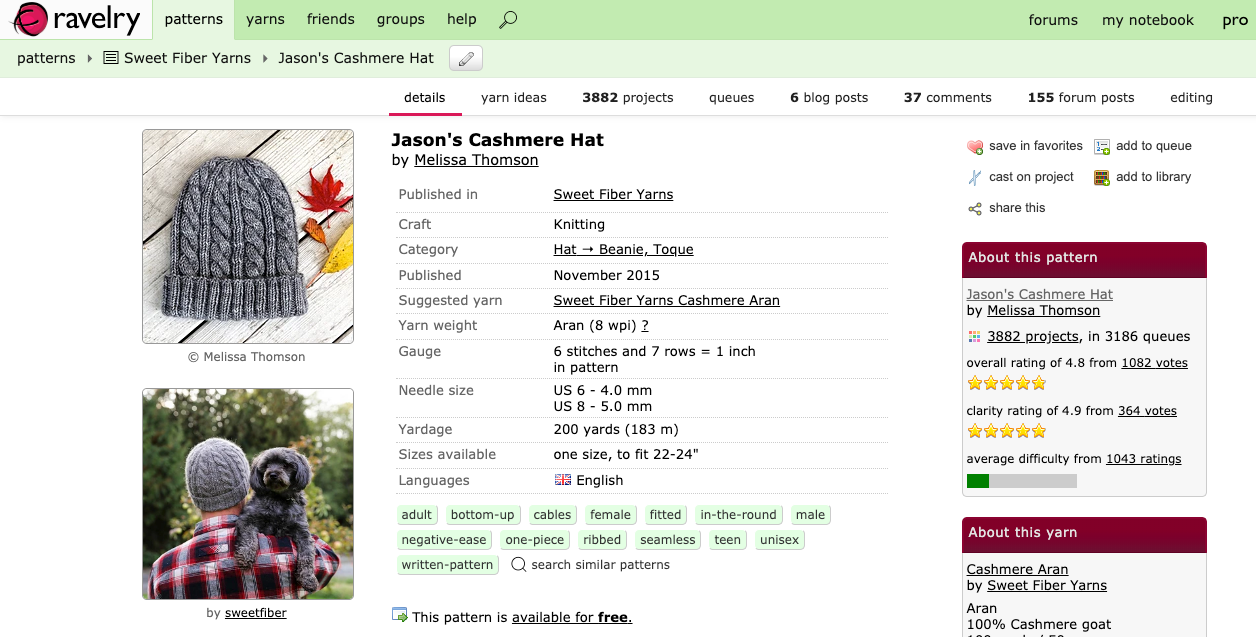 ravelry
patterns yarns friends groups help
forums my notebook pro
patterns Sweet Fiber Yarns Jason's Cashmere Hat
details yarn ideas 3882 projects queues 6 blog posts 37 comments 155 forum posts editing
© Melissa Thomson
by sweetfiber
Jason's Cashmere Hat
by Melissa Thomson
Published in Sweet Fiber Yarns
Craft Knitting
Category Hat → Beanie, Toque
Published November 2015
Suggested yarn Sweet Fiber Yarns Cashmere Aran
Yarn weight Aran (8 wpi) ?
Gauge 6 stitches and 7 rows = 1 inch
in pattern
Needle size US 6 - 4.0 mm
US 8 - 5.0 mm
Yardage 200 yards (183 m)
Sizes available one size, to fit 22-24"
Languages English
adult bottom-up cables female fitted in-the-round male
negative-ease one-piece ribbed seamless teen unisex
written-pattern search similar patterns
This pattern is available for free.
save in favorites add to queue
cast on project add to library
share this
About this pattern
Jason's Cashmere Hat
by Melissa Thomson
3882 projects, in 3186 queues
overall rating of 4.8 from 1082 votes
clarity rating of 4.9 from 364 votes
average difficulty from 1043 ratings
About this yarn
Cashmere Aran
by Sweet Fiber Yarns
Aran
100% Cashmere goat